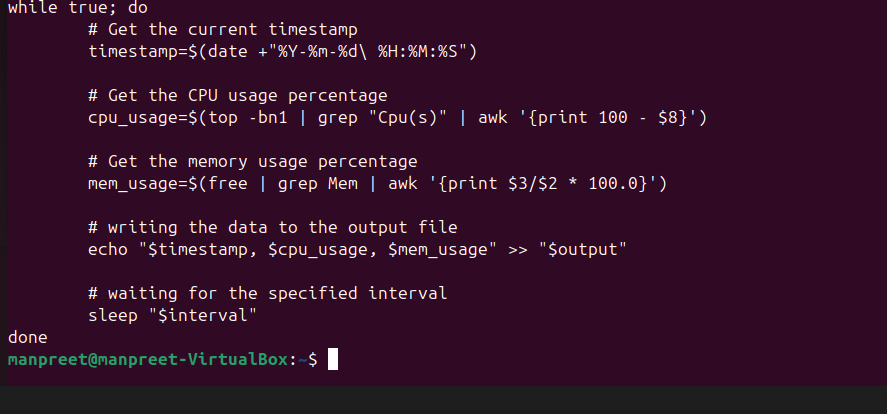 while true; do
        # Get the current timestamp
        timestamp=$(date +"%Y-%m-%d\ %H:%M:%S")

        # Get the CPU usage percentage
        cpu_usage=$(top -bn1 | grep "Cpu(s)" | awk '{print 100 - $8}')

        # Get the memory usage percentage
        mem_usage=$(free | grep Mem | awk '{print $3/$2 * 100.0}')

        # writing the data to the output file
        echo "$timestamp, $cpu_usage, $mem_usage" >> "$output"

        # waiting for the specified interval
        sleep "$interval"
done
manpreet@manpreet-VirtualBox:~$